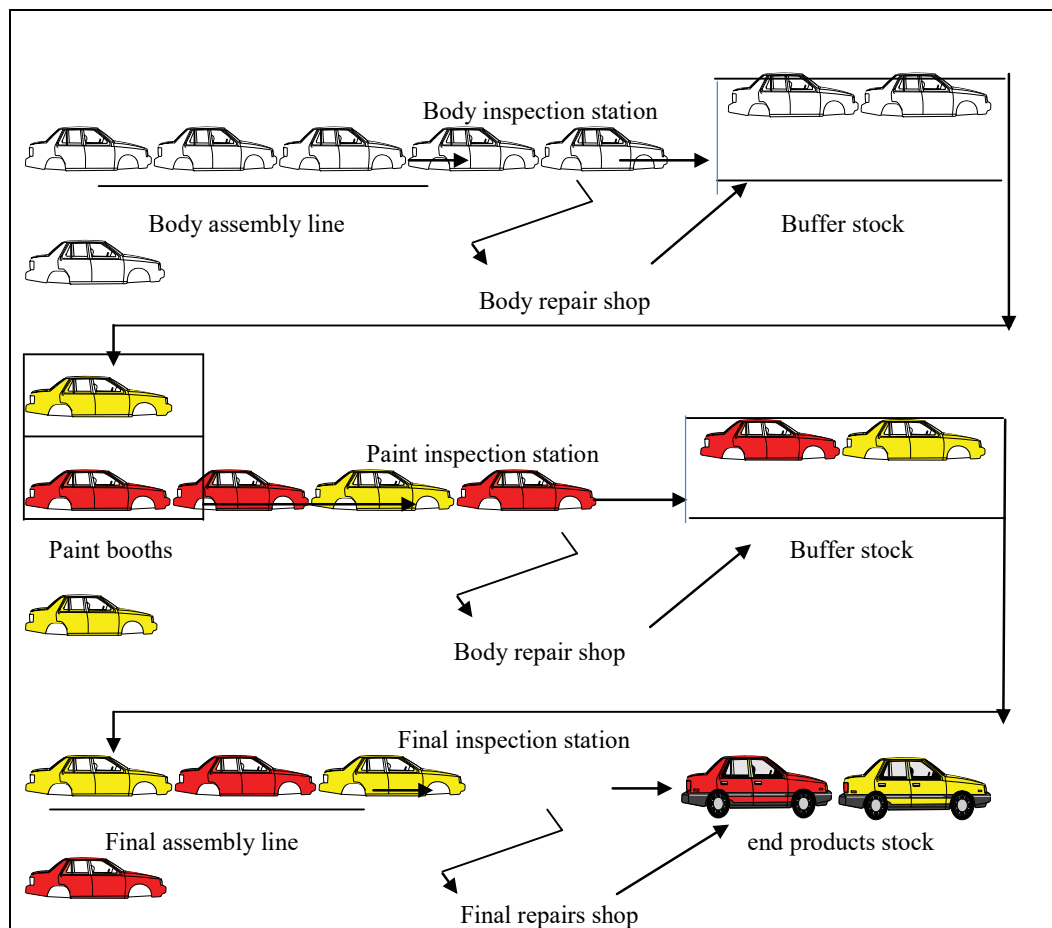 Body inspection station
Body assembly line
Buffer stock
Body repair shop
Paint inspection station
Paint booths
Buffer stock
Body repair shop
Final inspection station
Final assembly line
end products stock
Final repairs shop